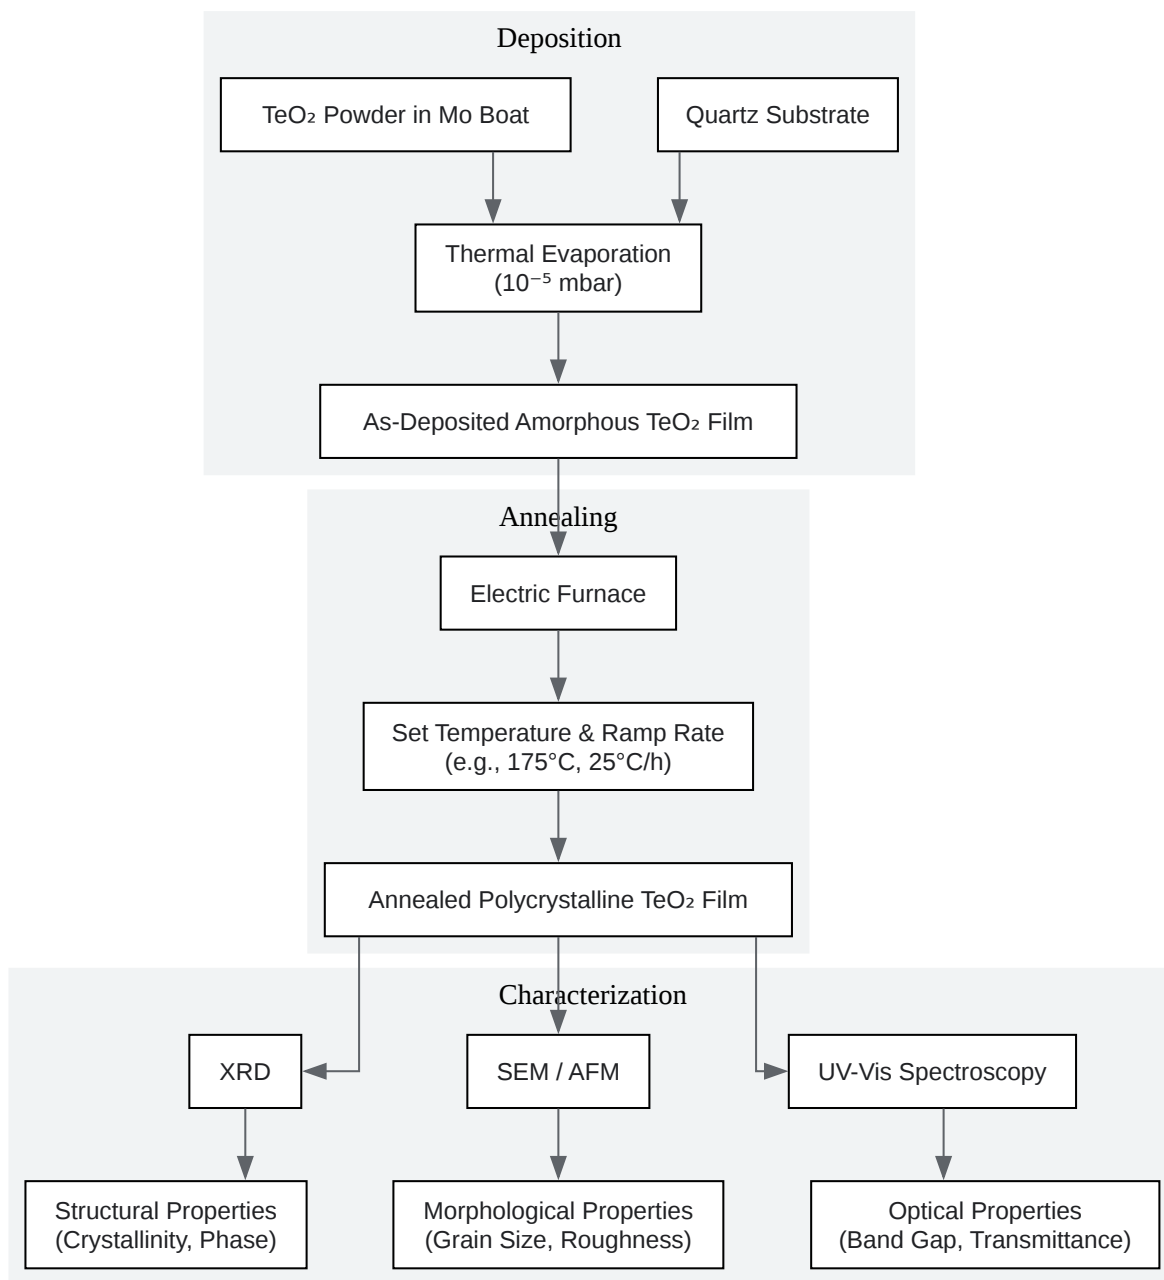 Deposition
TeO₂ Powder in Mo Boat
Quartz Substrate
Thermal Evaporation
(10⁻⁵ mbar)
As-Deposited Amorphous TeO₂ Film
Annealing
Electric Furnace
Set Temperature & Ramp Rate
(e.g., 175°C, 25°C/h)
Annealed Polycrystalline TeO₂ Film
Characterization
XRD
SEM / AFM
UV-Vis Spectroscopy
Structural Properties
(Crystallinity, Phase)
Morphological Properties
(Grain Size, Roughness)
Optical Properties
(Band Gap, Transmittance)